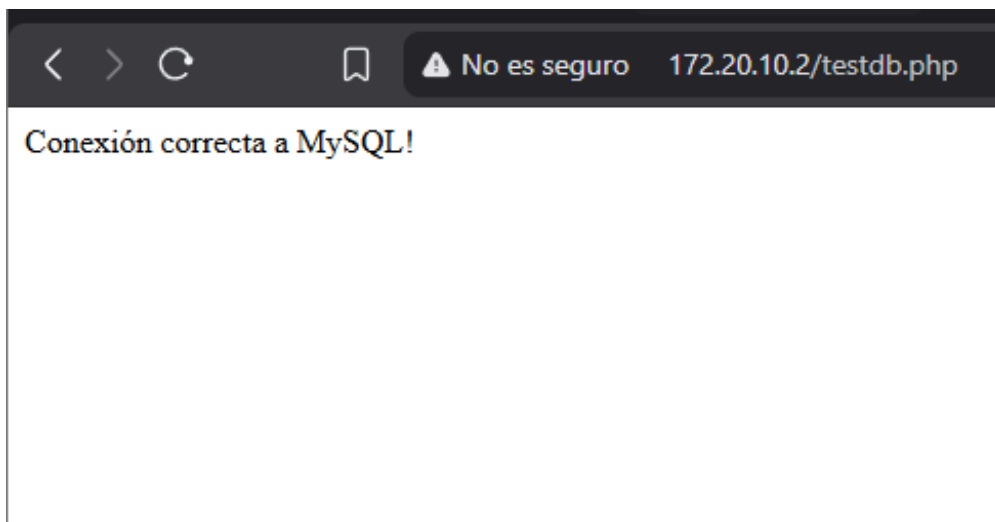 No es seguro 172.20.10.2/testdb.php
Conexión correcta a MySQL!